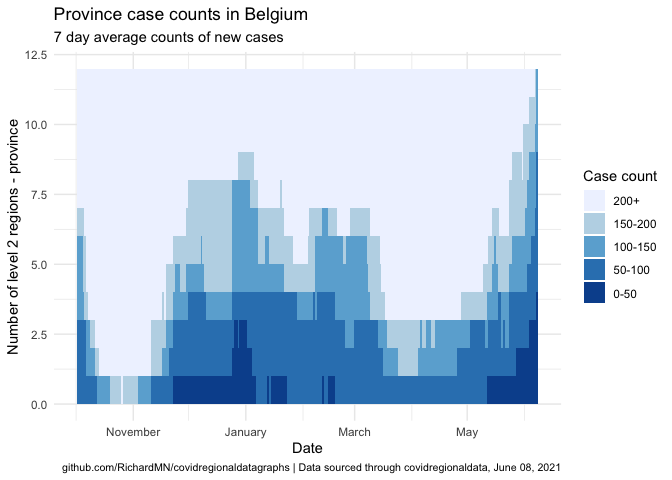 Province case counts in Belgium
7 day average counts of new cases
12.5
10.0
7.5
5.0
2.5
0.0
Number of level 2 regions - province
November
January
March
May
Date
Case count
200+
150-200
100-150
50-100
0-50
github.com/RichardMN/covidregionaldatagraphs | Data sourced through covidregionaldata, June 08, 2021